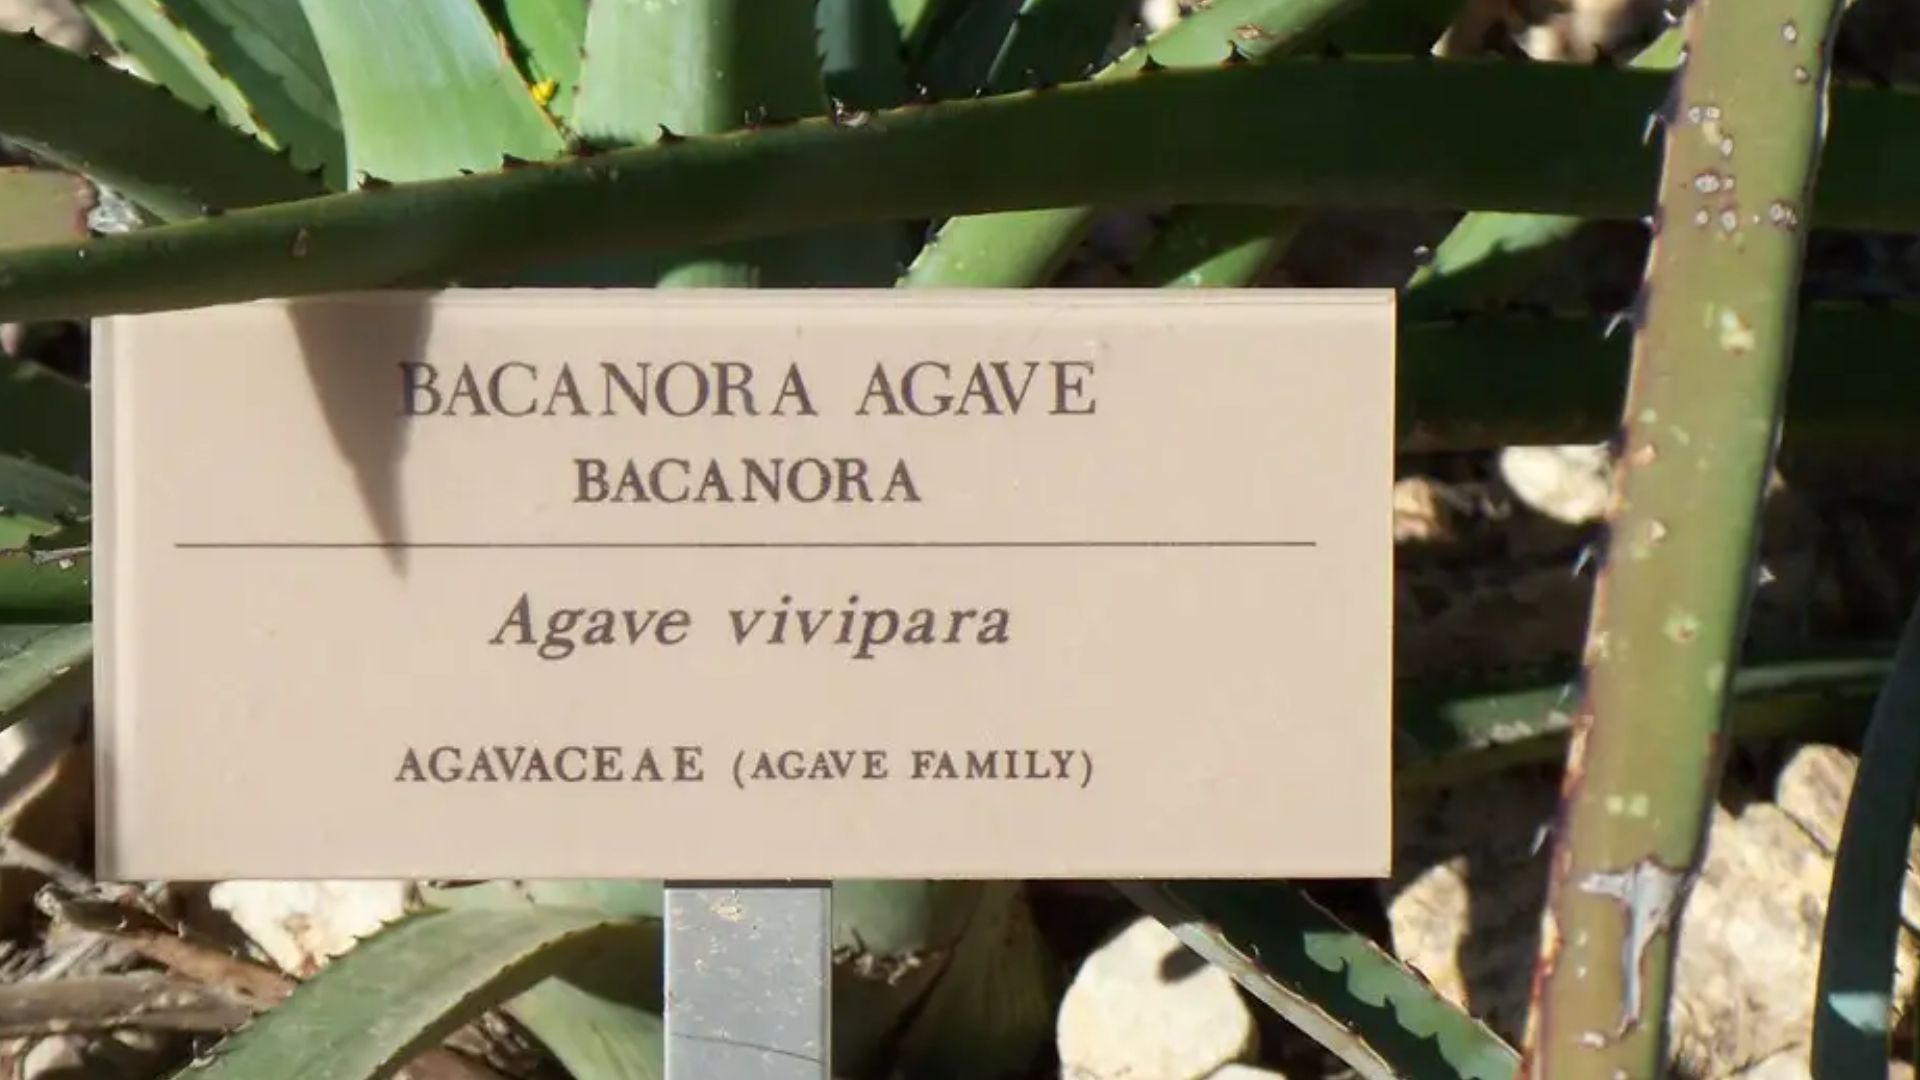 BACANORA AGAVE
BACANORA
Agave vivipara
AGAVACEAE (AGAVE FAMILY)